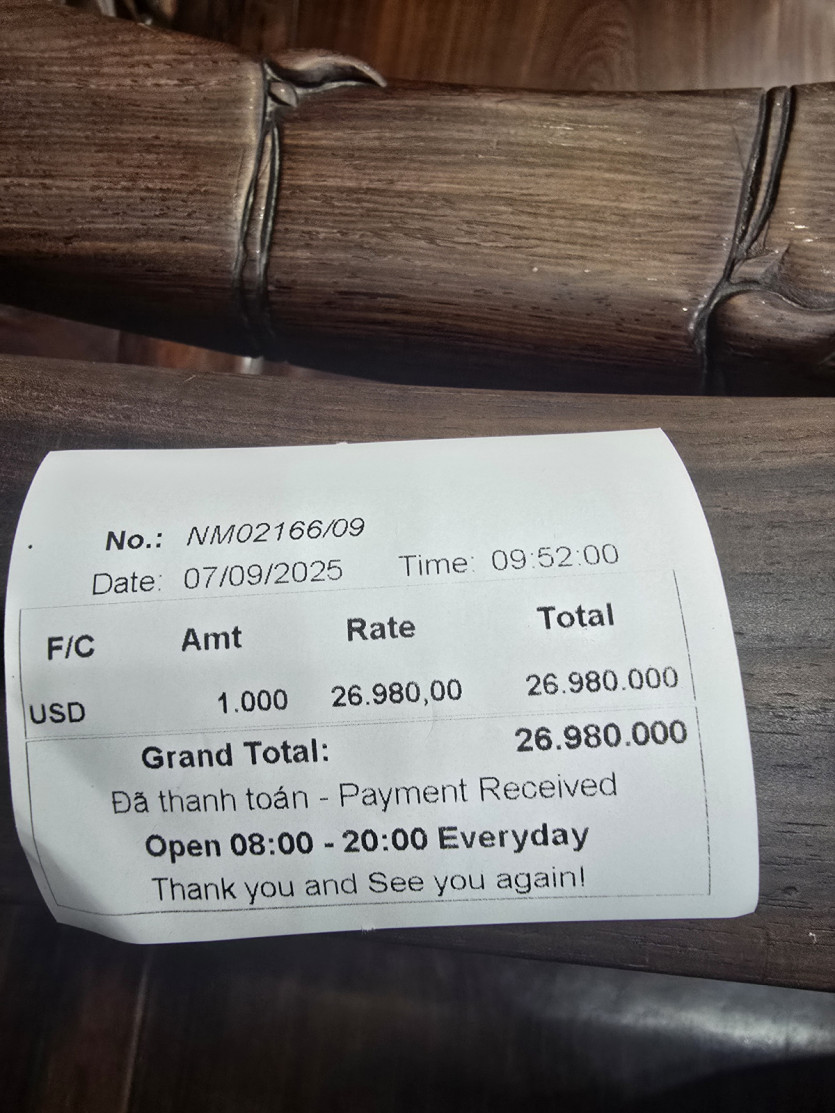 No.: NM02166/09
Date: 07/09/2025 Time: 09:52:00
F/C Amt Rate Total
USD 1.000 26.980,00 26.980.000
Grand Total: 26.980.000
Đã thanh toán - Payment Received
Open 08:00 - 20:00 Everyday
Thank you and See you again!